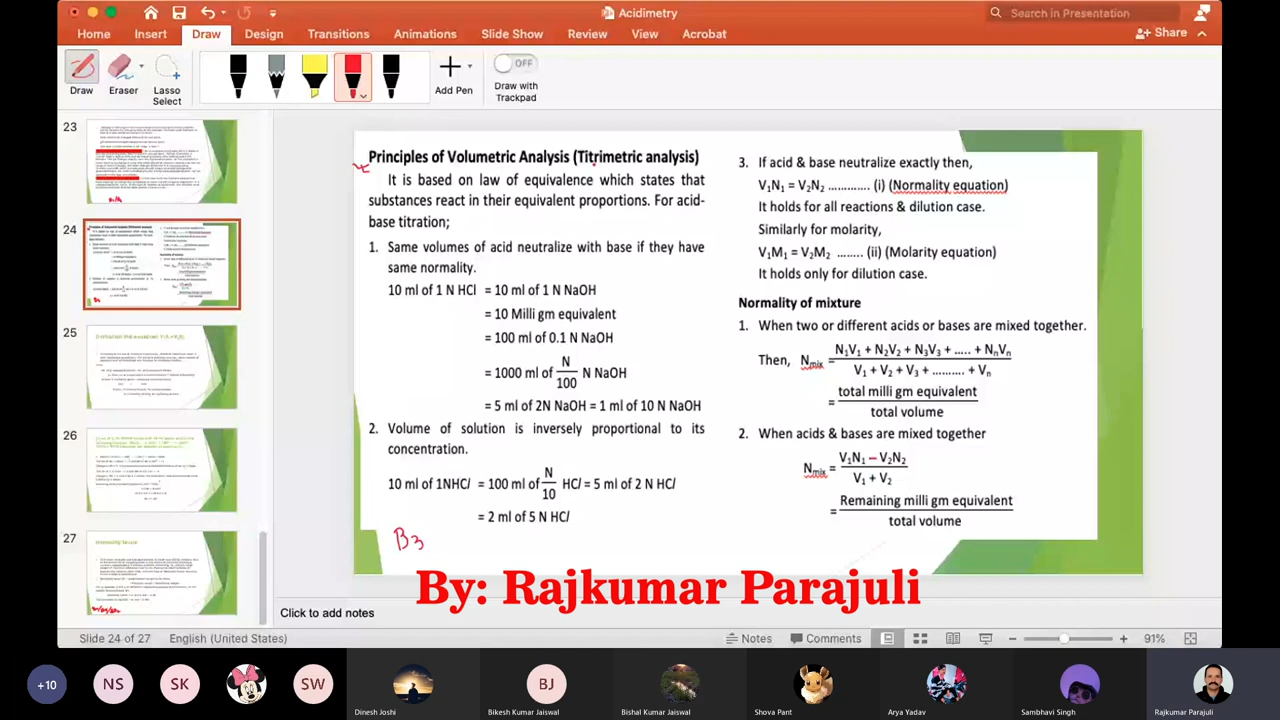 Acidimetry
Search in Presentation
Home Insert Draw Design Transitions Animations Slide Show Review View Acrobat
Share
Draw
Eraser
Lasso Select
Add Pen
OFF
Draw with Trackpad
23
24
25
26
27
Principles of Volumetric Analysis (Titrimetric analysis)
It is based on law of equivalence which states that
substances react in their equivalent proportions. For acid-
base titration;
1. Same volumes of acid neutralize with base if they have
same normality.
10 ml of 1 N HCl = 10 ml of 1 N NaOH
= 10 Milli gm equivalent
= 100 ml of 0.1 N NaOH
= 1000 ml of N/100 N NaOH
= 5 ml of 2N NaOH = 1 ml of 10 N NaOH
2. Volume of solution is inversely proportional to its
concentration.
10 ml of 1NHCl = 100 ml of N/10 HCl = 5 ml of 2 N HCl
= 2 ml of 5 N HCl
B3
3. If acid & base neutralize exactly then,
V₁N₁ = V₂N₂ ............. (i) (Normality equation)
It holds for all reactions & dilution case.
Similarly for molarity,
V₁M₁ = V₂M₂ ........ (ii) (Molarity equation)
It holds only for dilution case.
Normality of mixture
1. When two or different acids or bases are mixed together.
Then, Nmix = N₁V₁ + N₂V₂ + N₃V₃ + ..... + NnVn / V₁ + V₂ + V₃ + .......... + Vn
= total milli gm equivalent / total volume
2. When acids & bases are mixed together
Nmix = V₁N₁ – V₂N₂ / V₁ + V₂
= Remaining milli gm equivalent / total volume
By: Rajkumar Parajuli
Click to add notes
Slide 24 of 27 English (United States) Notes Comments 91%
+10 NS SK SW BJ
Dinesh Joshi Bikesh Kumar Jaiswal Bishal Kumar Jaiswal Shova Pant Arya Yadav Sambhavi Singh Rajkumar Parajuli